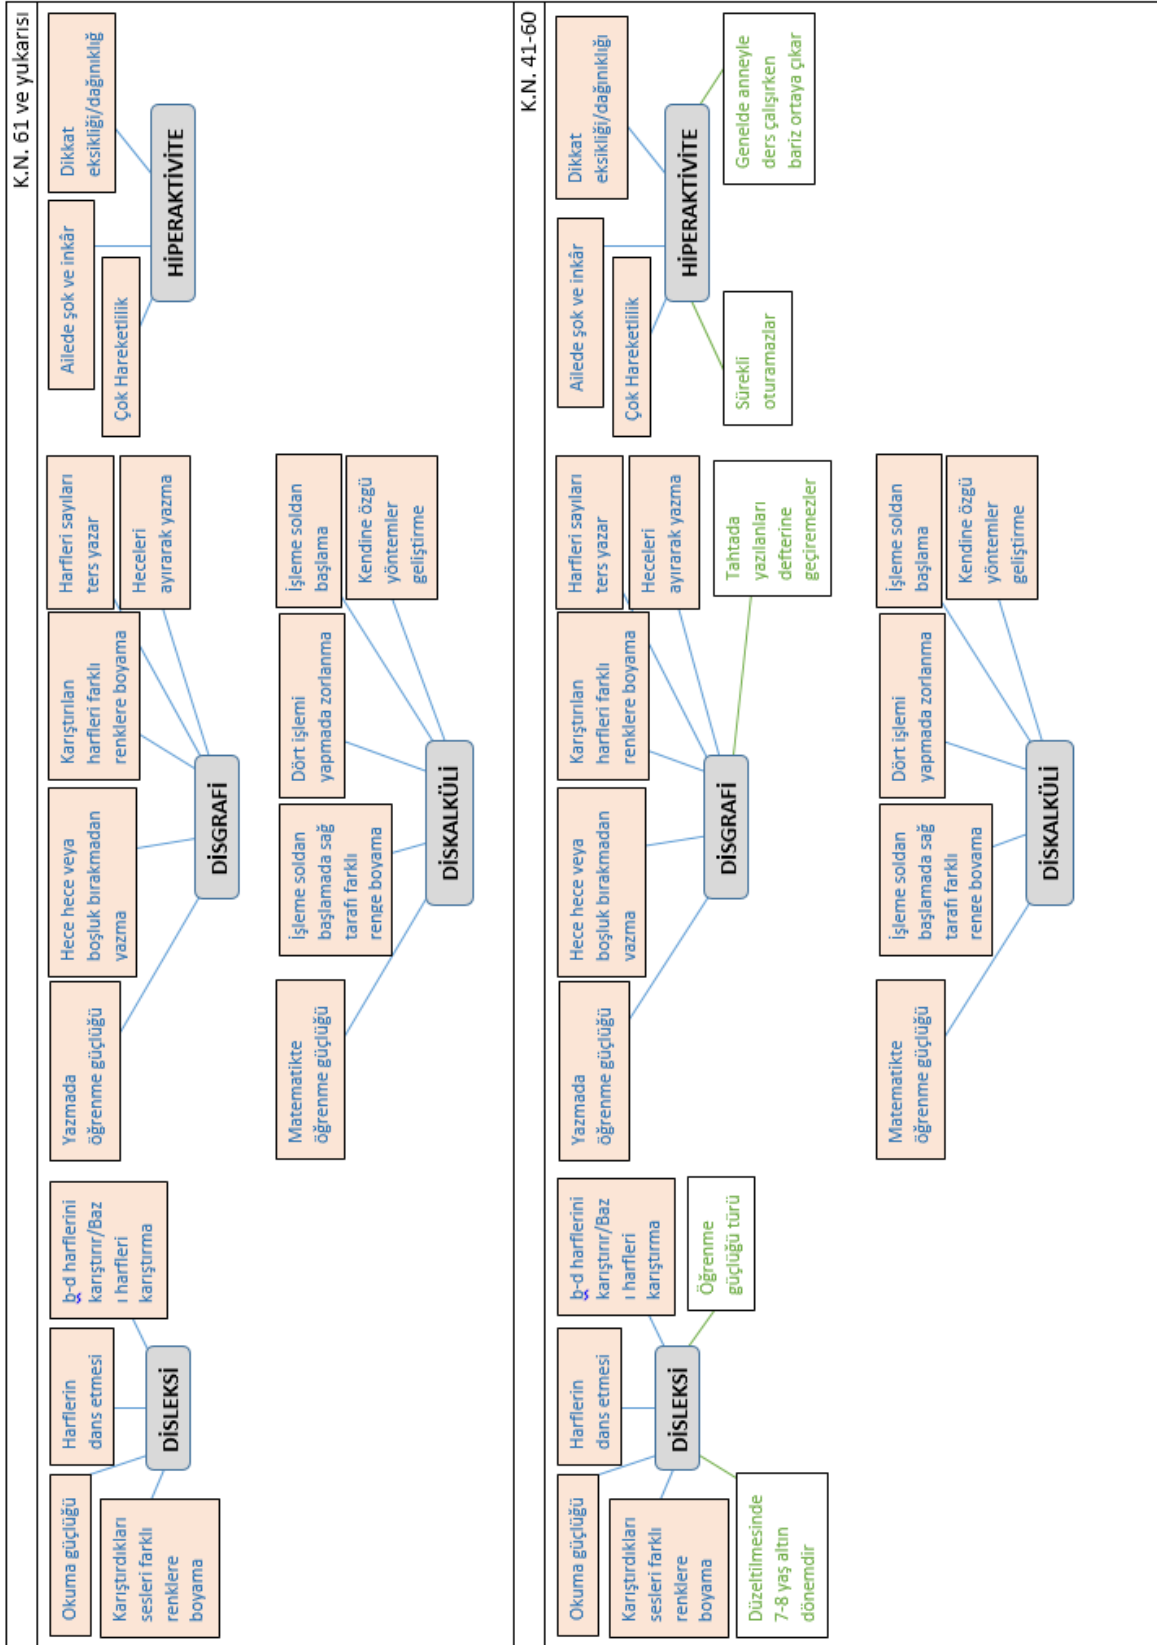 K.N. 61 ve yukarısı
Okuma güçlüğü
Harflerin
dans etmesi
b-d harflerini
karıştırır/Baz
ı harfleri
karıştırma
Karıştırdıkları
sesleri farklı
renklere
boyama
DİSLEKSİ
Yazmada
öğrenme güçlüğü
Hece hece veya
boşluk bırakmadan
yazma
Karıştırılan
harfleri farklı
renklere boyama
Harfleri sayıları
ters yazar
Heceleri
ayırarak yazma
DİSGRAFİ
Ailede şok ve inkâr
Dikkat
eksikliği/dağınıklığ
Çok Hareketlilik
HİPERAKTİVİTE
Matematikte
öğrenme güçlüğü
İşleme soldan
başlamada sağ
tarafı farklı
renge boyama
Dört işlemi
yapmada zorlanma
İşleme soldan
başlama
Kendine özgü
yöntemler
geliştirme
DİSKALKÜLİ
K.N. 41-60
Okuma güçlüğü
Harflerin
dans etmesi
b-d harflerini
karıştırır/Baz
ı harfleri
karıştırma
Karıştırdıkları
sesleri farklı
renklere
boyama
DİSLEKSİ
Öğrenme
güçlüğü türü
Düzeltilmesinde
7-8 yaş altın
dönemdir
Yazmada
öğrenme güçlüğü
Hece hece veya
boşluk bırakmadan
yazma
Karıştırılan
harfleri farklı
renklere boyama
Harfleri sayıları
ters yazar
Heceleri
ayırarak yazma
DİSGRAFİ
Tahtada
yazılanları
defterine
geçiremezler
Ailede şok ve inkâr
Dikkat
eksikliği/dağınıklığı
Çok Hareketlilik
HİPERAKTİVİTE
Sürekli
oturamazlar
Genelde anneyle
ders çalışırken
bariz ortaya çıkar
Matematikte
öğrenme güçlüğü
İşleme soldan
başlamada sağ
tarafı farklı
renge boyama
Dört işlemi
yapmada zorlanma
İşleme soldan
başlama
Kendine özgü
yöntemler
geliştirme
DİSKALKÜLİ